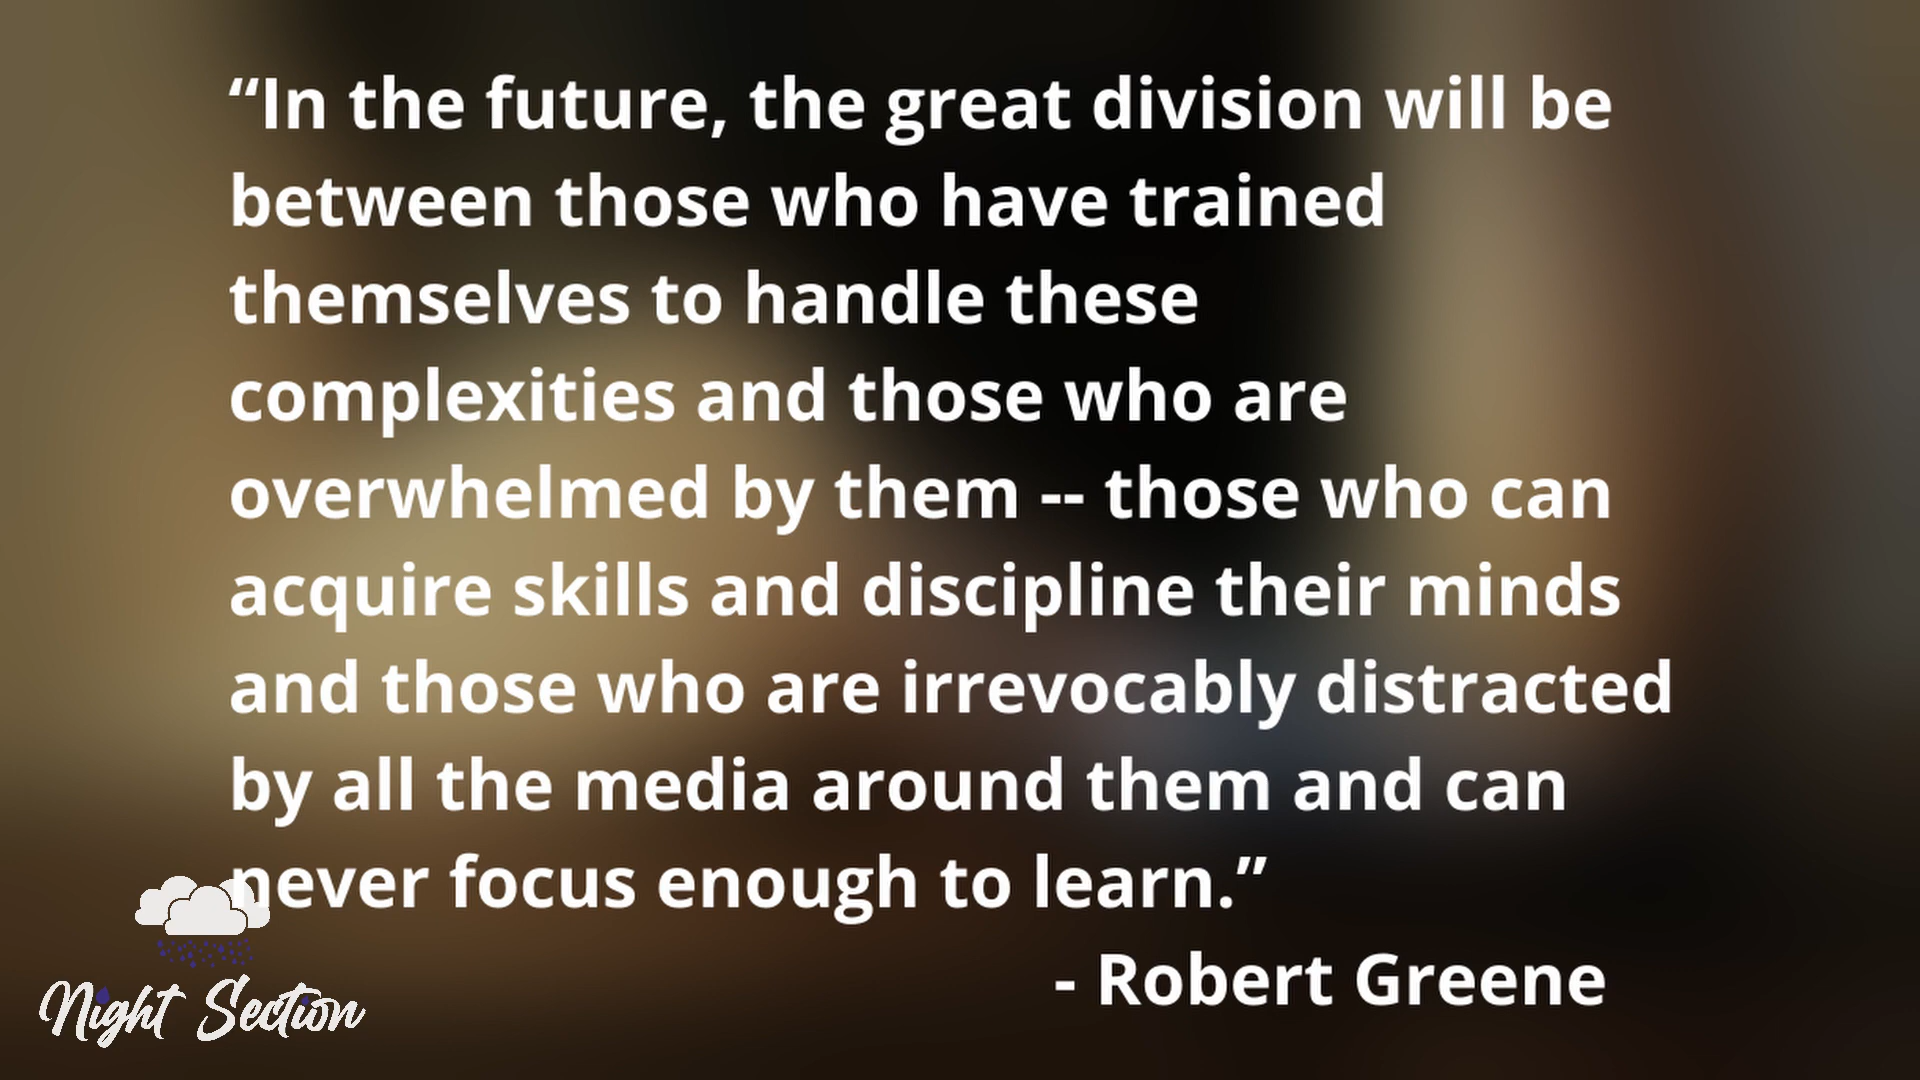 “In the future, the great division will be
between those who have trained
themselves to handle these
complexities and those who are
overwhelmed by them -- those who can
acquire skills and discipline their minds
and those who are irrevocably distracted
by all the media around them and can
never focus enough to learn.”
- Robert Greene
Night Section